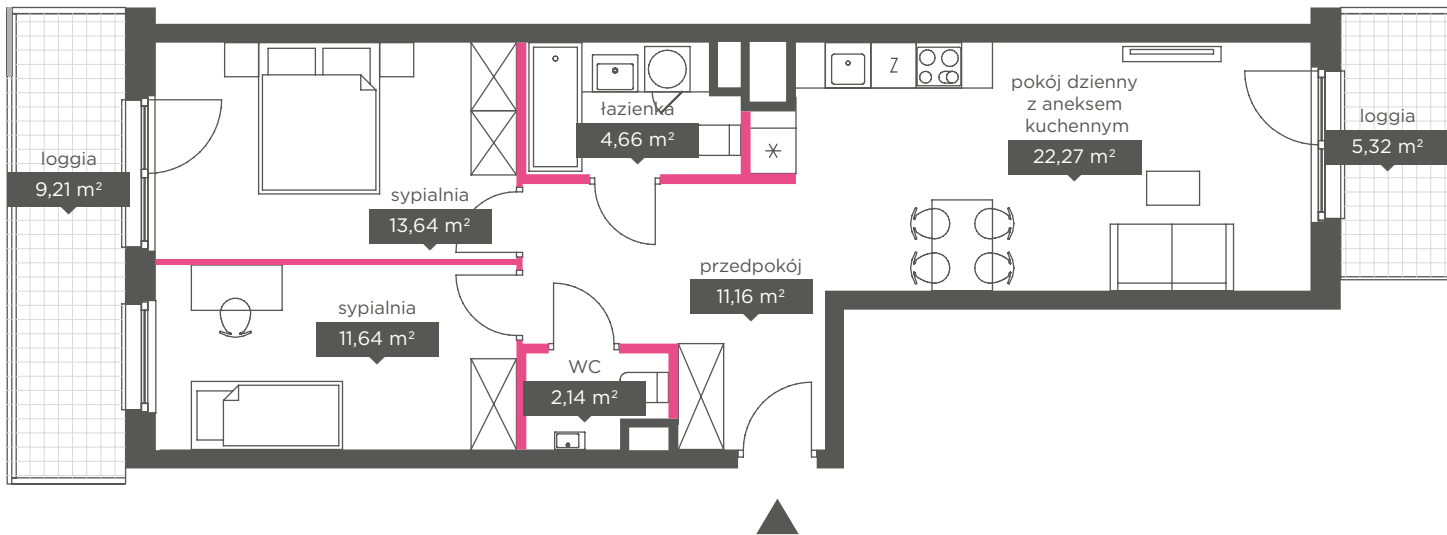 loggia
9,21 m²
sypialnia
13,64 m²
sypialnia
11,64 m²
łazienka
4,66 m²
WC
2,14 m²
przedpokój
11,16 m²
Z
pokój dzienny
z aneksem
kuchennym
22,27 m²
loggia
5,32 m²